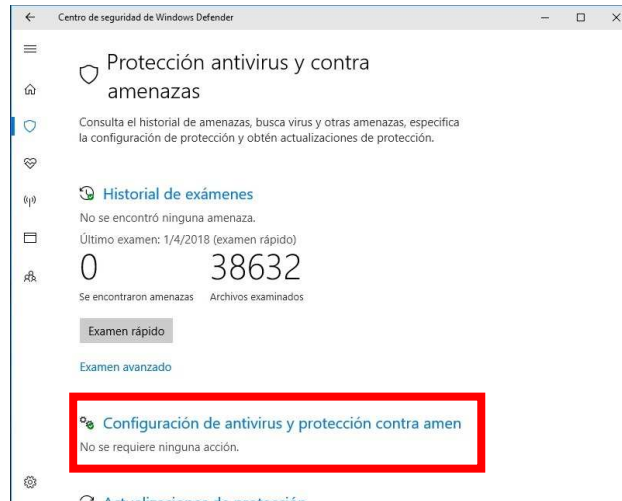 Centro de seguridad de Windows Defender
Protección antivirus y contra
amenazas
Consulta el historial de amenazas, busca virus y otras amenazas, especifica
la configuración de protección y obtén actualizaciones de protección.
Historial de exámenes
No se encontró ninguna amenaza.
Último examen: 1/4/2018 (examen rápido)
0 38632
Se encontraron amenazas Archivos examinados
Examen rápido
Examen avanzado
Configuración de antivirus y protección contra amen
No se requiere ninguna acción.
Actualizaciones de protección